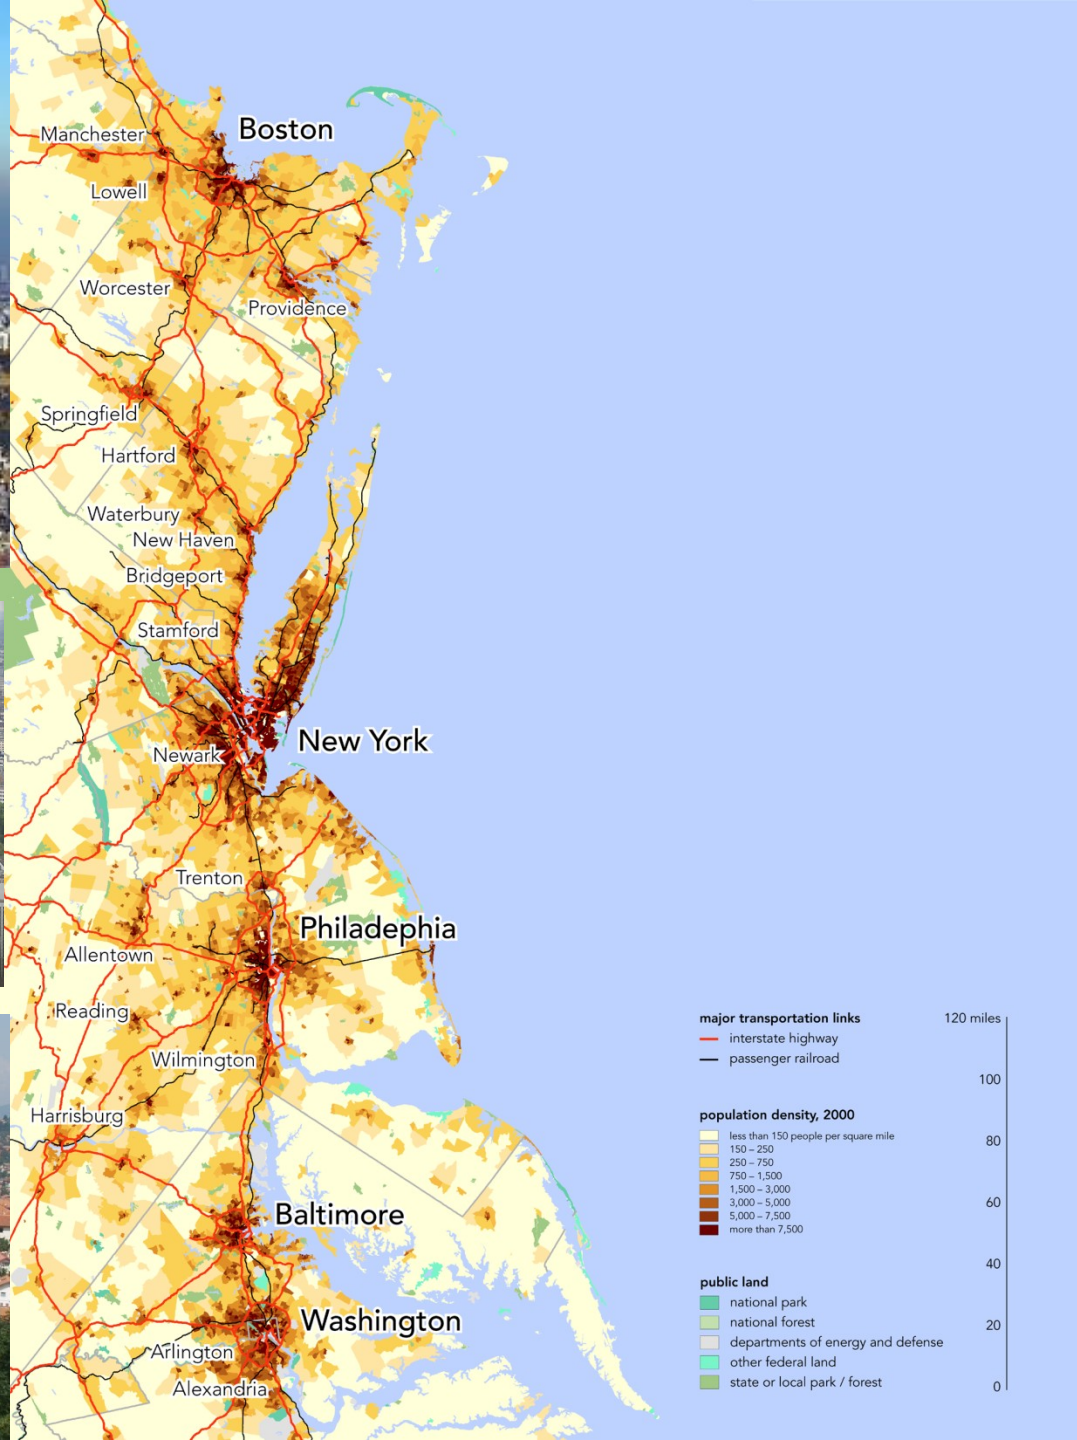 Boston
Manchester
Lowell
Worcester
Providence
Springfield
Hartford
Waterbury
New Haven
Bridgeport
Stamford
New York
Newark
Trenton
Philadephia
Allentown
Reading
Wilmington
Harrisburg
Baltimore
Washington
Arlington
Alexandria
major transportation links
interstate highway
passenger railroad
population density, 2000
less than 150 people per square mile
150 – 250
250 – 750
750 – 1,500
1,500 – 3,000
3,000 – 5,000
5,000 – 7,500
more than 7,500
public land
national park
national forest
departments of energy and defense
other federal land
state or local park / forest
120 miles
100
80
60
40
20
0